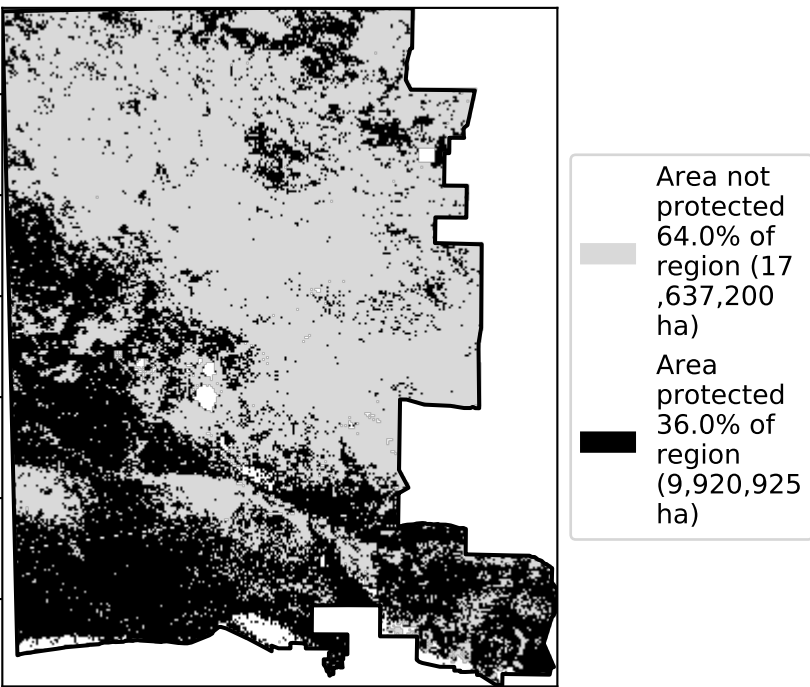 Area not
protected
64.0% of
region (17
,637,200
ha)
Area
protected
36.0% of
region
(9,920,925
ha)